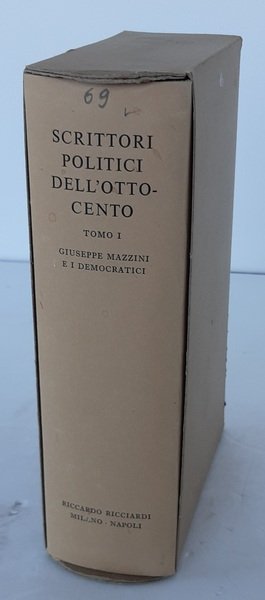 69
SCRITTORI
POLITICI
DELL'OTTO-
CENTO
TOMO I
GIUSEPPE MAZZINI
E I DEMOCRATICI
RICCARDO RICCIARDI
MILANO · NAPOLI